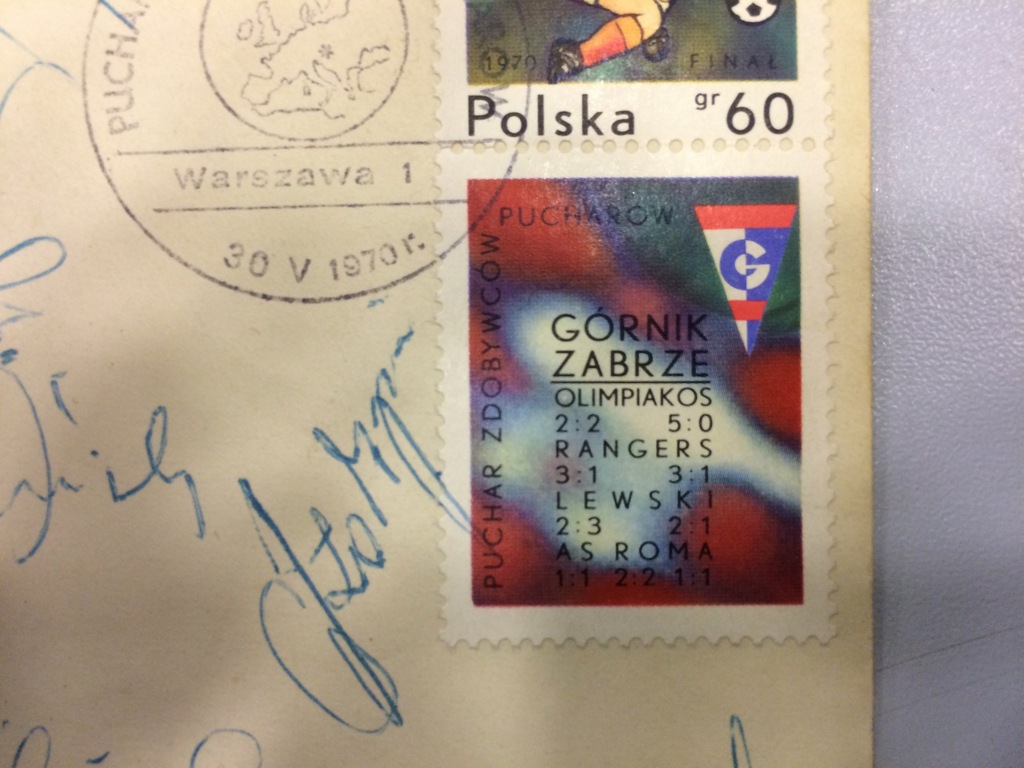 PUCHA
1970 FINAŁ
Polska gr 60
Warszawa 1
30 V 1970 r.
PUCHAR ZDOBYWCÓW
PUCHARÓW
G
GÓRNIK
ZABRZE
OLIMPIAKOS
2:2 5:0
RANGERS
3:1 3:1
LEWSKI
2:3 2:1
AS ROMA
1:1 2:2 1:1